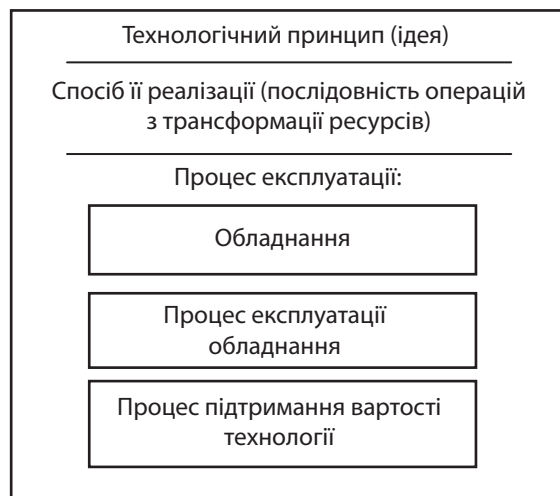 Технологічний принцип (ідея)
Спосіб її реалізації (послідовність операцій
з трансформації ресурсів)
Процес експлуатації:
Обладнання
Процес експлуатації
обладнання
Процес підтримання вартості
технології